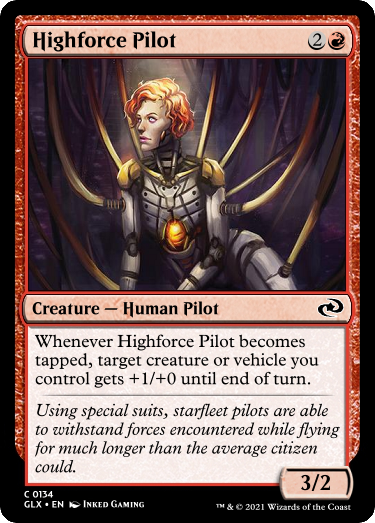 Highforce Pilot 2
Creature — Human Pilot
Whenever Highforce Pilot becomes
tapped, target creature or vehicle you
control gets +1/+0 until end of turn.
Using special suits, starfleet pilots are able
to withstand forces encountered while flying
for much longer than the average citizen
could.
3/2
C 0134
GLX • EN Inked Gaming
™ & © 2021 Wizards of the Coast